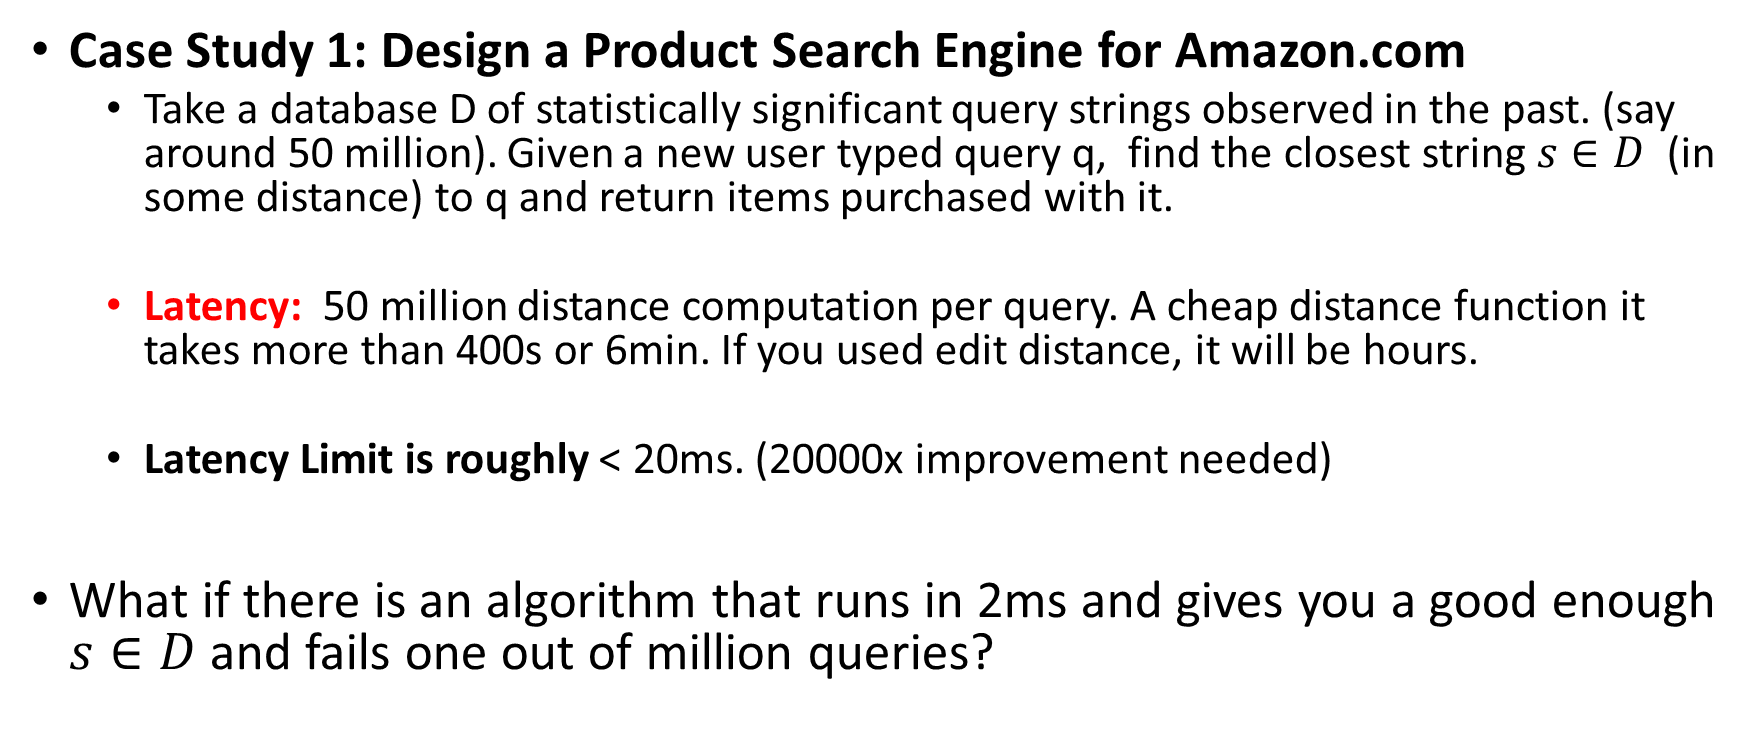 • Case Study 1: Design a Product Search Engine for Amazon.com
• Take a database D of statistically significant query strings observed in the past. (say
around 50 million). Given a new user typed query q, find the closest string s ∈ D (in
some distance) to q and return items purchased with it.
• Latency: 50 million distance computation per query. A cheap distance function it
takes more than 400s or 6min. If you used edit distance, it will be hours.
• Latency Limit is roughly < 20ms. (20000x improvement needed)
• What if there is an algorithm that runs in 2ms and gives you a good enough
s ∈ D and fails one out of million queries?